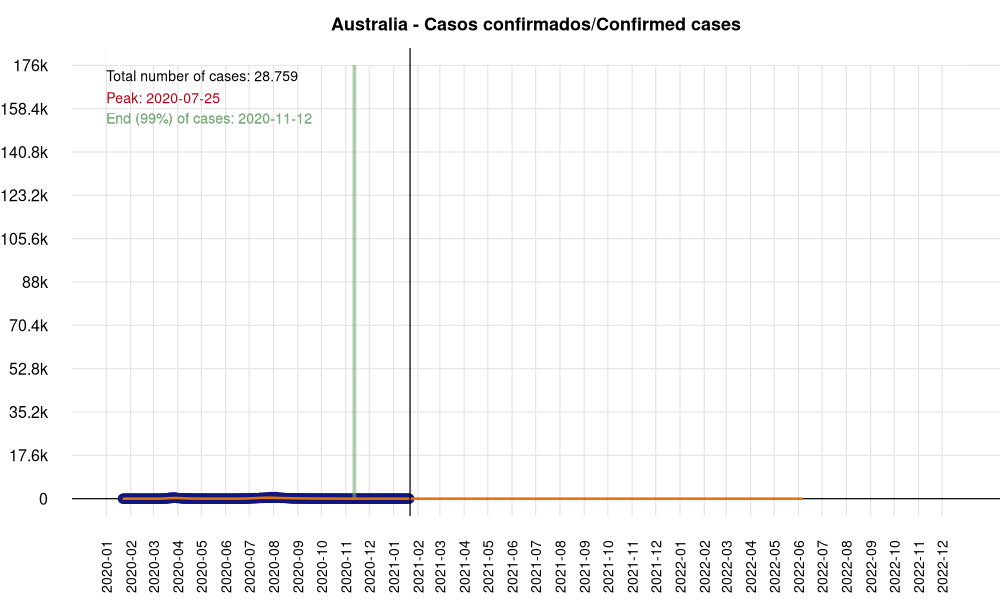 Australia - Casos confirmados/Confirmed cases
176k
158.4k
140.8k
123.2k
105.6k
88k
70.4k
52.8k
35.2k
17.6k
0
Total number of cases: 28.759
Peak: 2020-07-25
End (99%) of cases: 2020-11-12
2020-01
2020-02
2020-03
2020-04
2020-05
2020-06
2020-07
2020-08
2020-09
2020-10
2020-11
2020-12
2021-01
2021-02
2021-03
2021-04
2021-05
2021-06
2021-07
2021-08
2021-09
2021-10
2021-11
2021-12
2022-01
2022-02
2022-03
2022-04
2022-05
2022-06
2022-07
2022-08
2022-09
2022-10
2022-11
2022-12